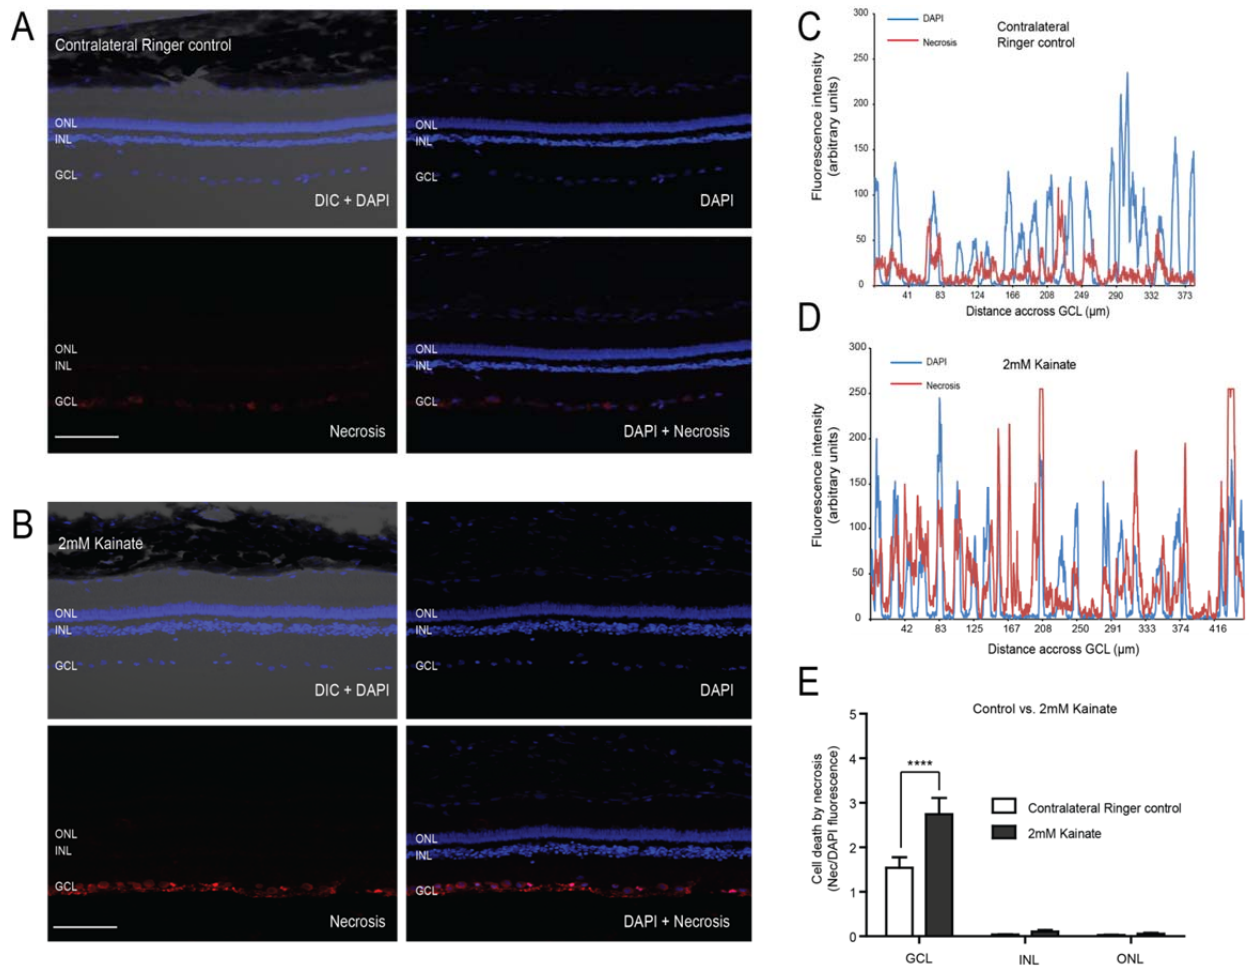 A
Contralateral Ringer control
ONL
INL
GCL
DIC + DAPI
ONL
INL
GCL
DAPI
ONL
INL
GCL
Necrosis
ONL
INL
GCL
DAPI + Necrosis
B
2mM Kainate
ONL
INL
GCL
DIC + DAPI
ONL
INL
GCL
DAPI
ONL
INL
GCL
Necrosis
ONL
INL
GCL
DAPI + Necrosis
C
DAPI
Necrosis
Contralateral
Ringer control
Fluorescence intensity
(arbitrary units)
300
250
200
150
100
50
0
41 83 124 166 208 249 290 332 373
Distance accross GCL (µm)
D
DAPI
Necrosis
2mM Kainate
Fluorescence intensity
(arbitrary units)
300
250
200
150
100
50
0
42 83 125 167 208 250 291 333 374 416
Distance accross GCL (µm)
E
Control vs. 2mM Kainate
Cell death by necrosis
(Nec/DAPI fluorescence)
5
4
3
2
1
0
****
Contralateral Ringer control
2mM Kainate
GCL INL ONL